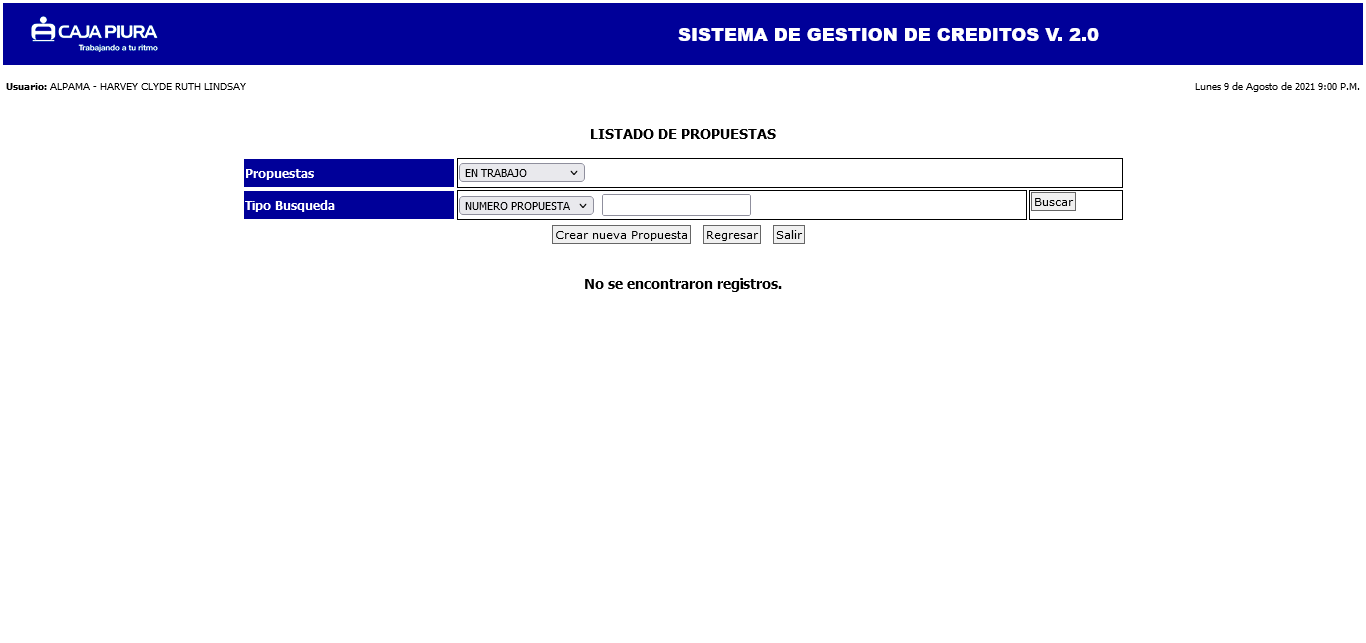 CAJA PIURA
Trabajando a tu ritmo
SISTEMA DE GESTION DE CREDITOS V. 2.0
Usuario: ALPAMA - HARVEY CLYDE RUTH LINDSAY
Lunes 9 de Agosto de 2021 9:00 P.M.
LISTADO DE PROPUESTAS
Propuestas
EN TRABAJO
Tipo Busqueda
NUMERO PROPUESTA
Buscar
Crear nueva Propuesta
Regresar
Salir
No se encontraron registros.